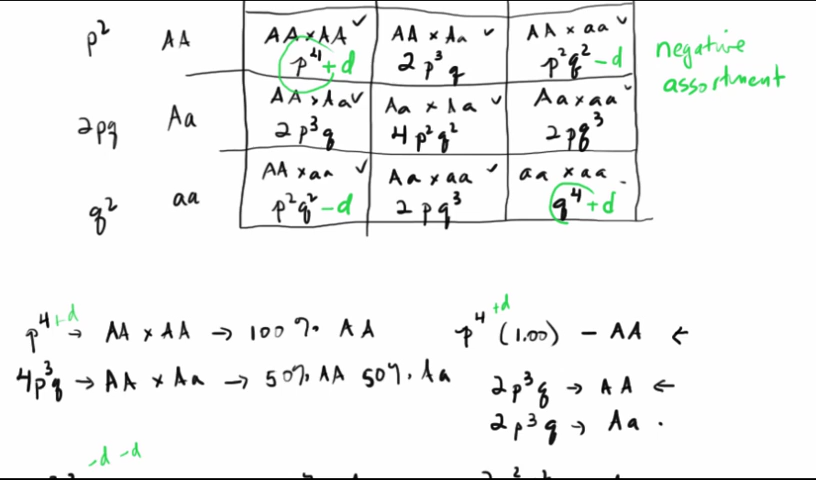 p² AA AA×AA ✓ AA × Aa ✓ AA × aa ✓
p⁴+d 2p³q p²q²-d
negative
assortment
2pq Aa AA×Aa ✓ Aa × Aa ✓ Aa×aa ✓
2p³q 4p²q² 2pq³
q² aa AA×aa ✓ Aa×aa ✓ aa×aa
p²q²-d 2pq³ q⁴+d
p⁴+d → AA × AA → 100% AA
4p³q → AA × Aa → 50% AA 50% Aa
p⁴+d (1.00) - AA ←
2p³q → AA ←
2p³q → Aa .
-d -d